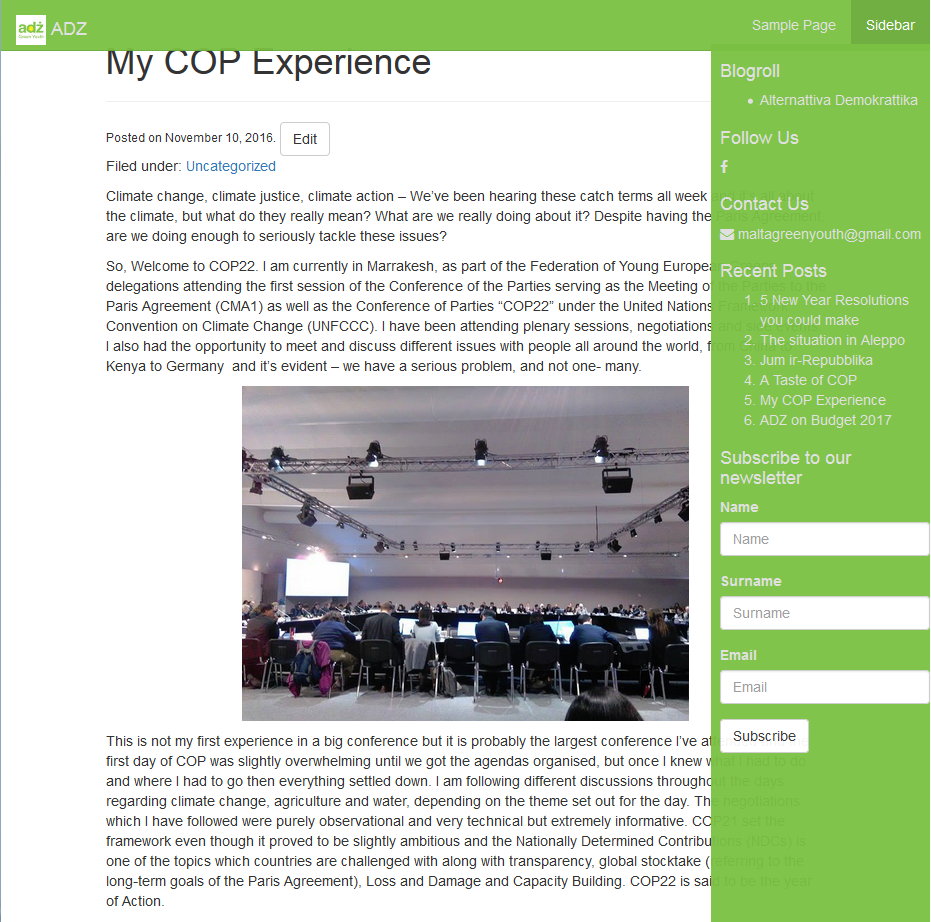 adż
Green Youth
ADZ
Sample Page
Sidebar
My COP Experience
Posted on November 10, 2016.
Edit
Filed under: Uncategorized
Climate change, climate justice, climate action – We’ve been hearing these catch terms all week
the climate, but what do they really mean? What are we really doing about it? Despite having the Paris Agreement,
are we doing enough to seriously tackle these issues?
So, Welcome to COP22. I am currently in Marrakesh, as part of the Federation of Young European
delegations attending the first session of the Conference of the Parties serving as the Meeting of the Parties to the
Paris Agreement (CMA1) as well as the Conference of Parties “COP22” under the United Nations
Convention on Climate Change (UNFCCC). I have been attending plenary sessions, negotiations and
I also had the opportunity to meet and discuss different issues with people all around the world, from
Kenya to Germany and it’s evident – we have a serious problem, and not one- many.
This is not my first experience in a big conference but it is probably the largest conference I’ve
first day of COP was slightly overwhelming until we got the agendas organised, but once I knew what I had to do
and where I had to go then everything settled down. I am following different discussions throughout the days
regarding climate change, agriculture and water, depending on the theme set out for the day. The negotiations
which I have followed were purely observational and very technical but extremely informative. COP21 set the
framework even though it proved to be slightly ambitious and the Nationally Determined Contributions (NDCs) is
one of the topics which countries are challenged with along with transparency, global stocktake (referring to the
long-term goals of the Paris Agreement), Loss and Damage and Capacity Building. COP22 is said to be the year
of Action.
Blogroll
• Alternattiva Demokrattika
Follow Us
Contact Us
maltagreenyouth@gmail.com
Recent Posts
1. 5 New Year Resolutions
you could make
2. The situation in Aleppo
3. Jum ir-Repubblika
4. A Taste of COP
5. My COP Experience
6. ADZ on Budget 2017
Subscribe to our
newsletter
Name
Name
Surname
Surname
Email
Email
Subscribe